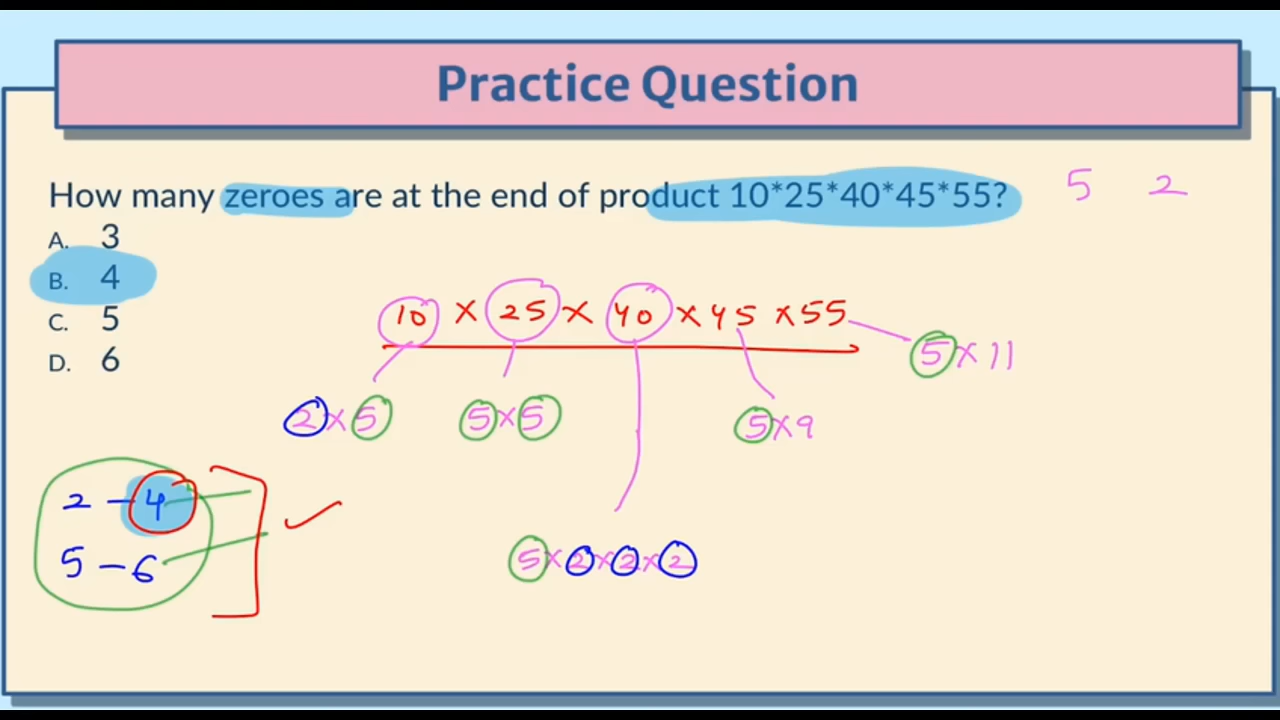 Practice Question
How many zeroes are at the end of product 10*25*40*45*55?
5 2
A. 3
B. 4
C. 5
D. 6
10 × 25 × 40 × 45 × 55
5 × 11
2 × 5
5 × 5
5 × 9
2 – 4
5 – 6
5 × 2 × 2 × 2